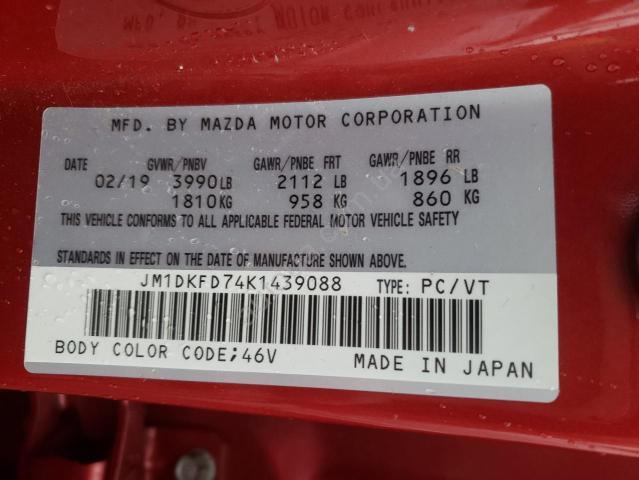 MFD. BY MAZDA MOTOR CORPORATION
DATE GVWR/PNBV GAWR/PNBE FRT GAWR/PNBE RR
02/19 3990LB 2112 LB 1896 LB
1810KG 958 KG 860 KG
THIS VEHICLE CONFORMS TO ALL APPLICABLE FEDERAL MOTOR VEHICLE SAFETY
STANDARDS IN EFFECT ON THE DATE OF MANUFACTURE SHOWN ABOVE.
JM1DKFD74K1439088 TYPE: PC/VT
BODY COLOR CODE;46V MADE IN JAPAN